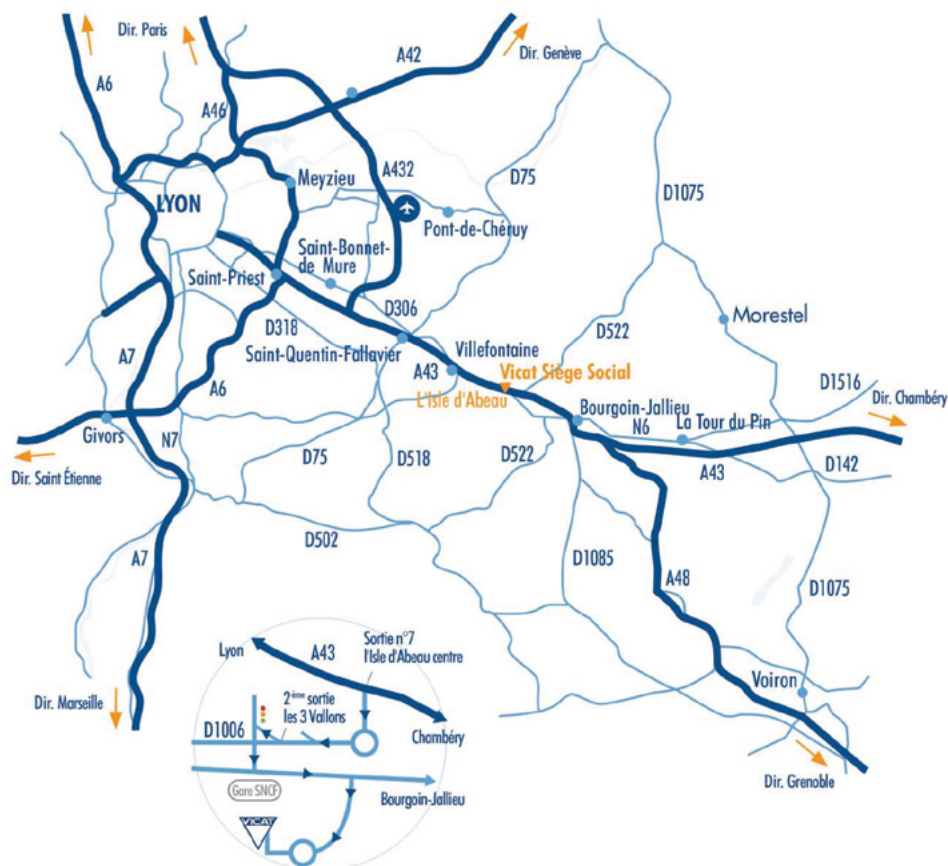 Dir. Paris
Dir. Genève
A6
A42
A46
A432
D75
D1075
Meyzieu
LYON
Pont-de-Chéruy
Saint-Bonnet-
de Mure
Saint-Priest
D306
Morestel
D318
D522
Saint-Quentin-Fallavier
Villefontaine
A7
A43
Vicat Siège Social
A6
L'Isle d'Abeau
D1516
Bourgoin-Jallieu
Dir. Chambéry
N6
La Tour du Pin
Givors
N7
D75
D518
D522
A43
D142
Dir. Saint Étienne
D502
A7
D1085
A48
D1075
Voiron
Dir. Marseille
Dir. Grenoble
Sortie n°7
l'Isle d'Abeau centre
Lyon
A43
2ème sortie
les 3 Vallons
D1006
Chambéry
Gare SNCF
Bourgoin-Jallieu
VICAT